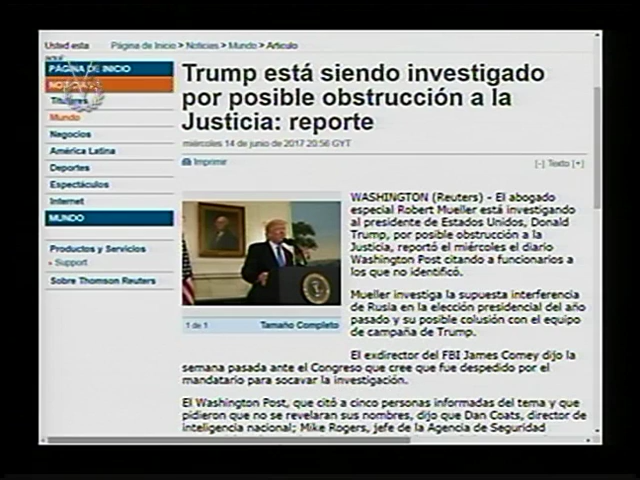 Usted esta
aquí:
Página de Inicio > Noticias > Mundo > Artículo
PÁGINA DE INICIO
NOTICIAS
Titulares
Mundo
Negocios
América Latina
Deportes
Espectáculos
Internet
MUNDO
Productos y Servicios
Support
Sobre Thomson Reuters
Trump está siendo investigado
por posible obstrucción a la
Justicia: reporte
miércoles 14 de junio de 2017 20:56 GYT
Imprimir
[-] Texto [+]
1 de 1
Tamaño Completo
WASHINGTON (Reuters) - El abogado
especial Robert Mueller está investigando
al presidente de Estados Unidos, Donald
Trump, por posible obstrucción a la
Justicia, reportó el miércoles el diario
Washington Post citando a funcionarios a
los que no identificó.
Mueller investiga la supuesta interferencia
de Rusia en la elección presidencial del año
pasado y su posible colusión con el equipo
de campaña de Trump.
El exdirector del FBI James Comey dijo la
semana pasada ante el Congreso que cree que fue despedido por el
mandatario para socavar la investigación.
El Washington Post, que citó a cinco personas informadas del tema y que
pidieron que no se revelaran sus nombres, dijo que Dan Coats, director de
inteligencia nacional; Mike Rogers, jefe de la Agencia de Seguridad